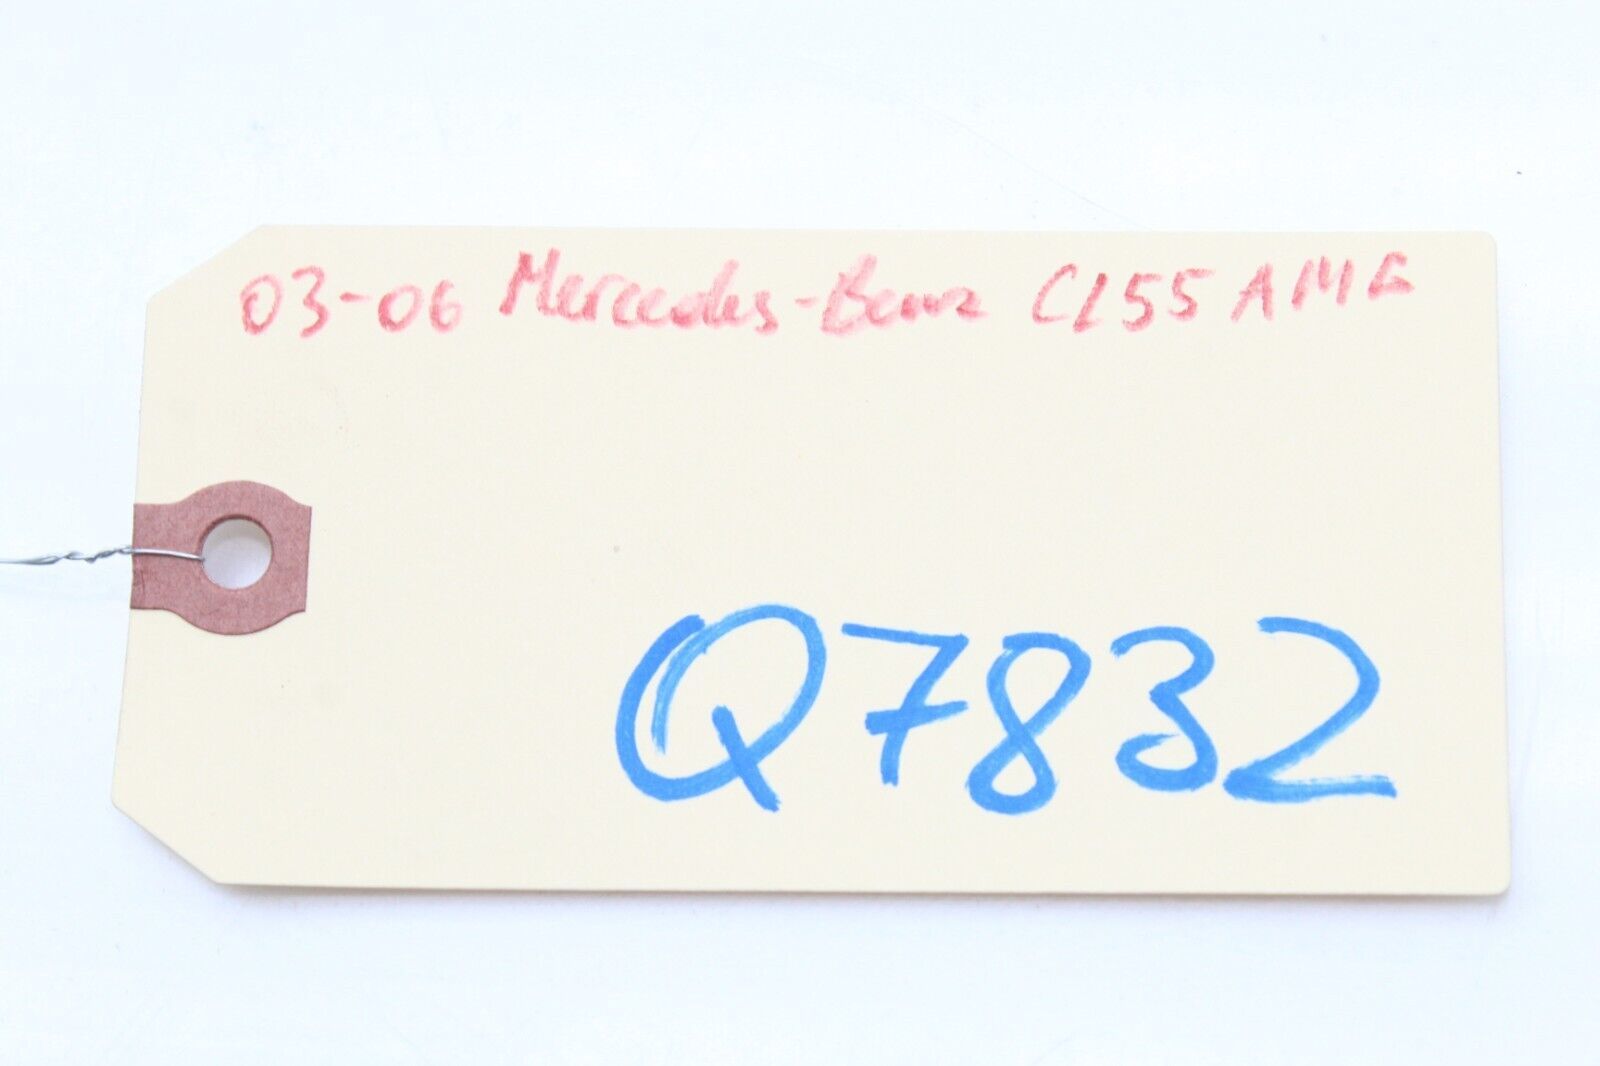 03-06 Mercedes-Benz CL55 AMG
Q7832